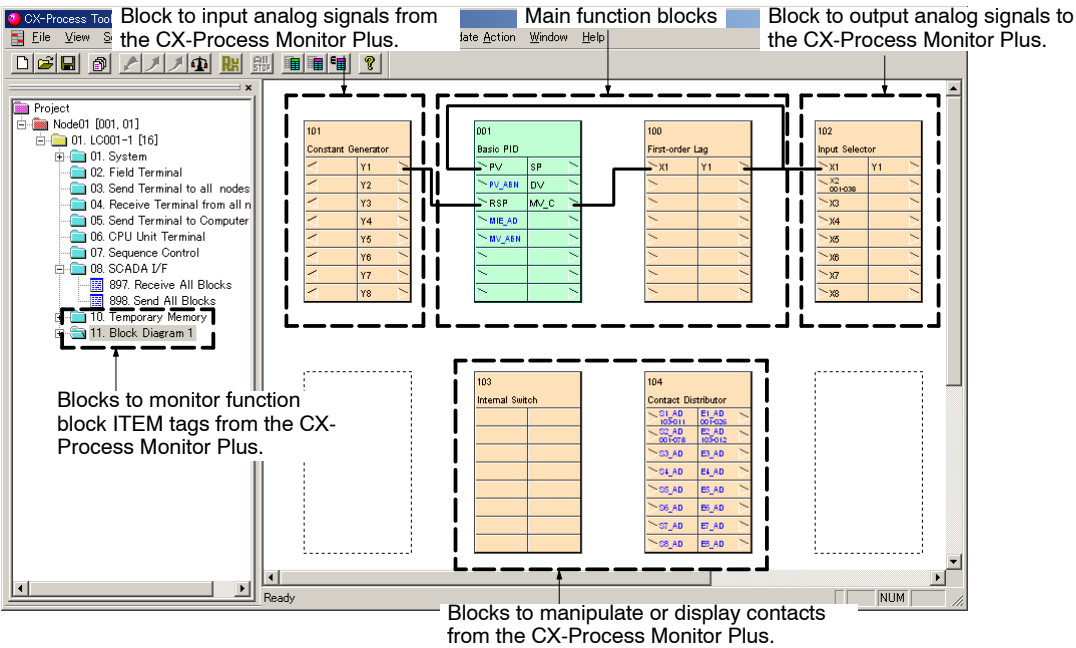 CX-Process Tool
Block to input analog signals from
the CX-Process Monitor Plus.
Main function blocks
Block to output analog signals to
the CX-Process Monitor Plus.
File View date Action Window Help
Project
Node01 [001, 01]
01. LC001-1 [16]
01. System
02. Field Terminal
03. Send Terminal to all nodes
04. Receive Terminal from all n
05. Send Terminal to Computer
06. CPU Unit Terminal
07. Sequence Control
08. SCADA I/F
897. Receive All Blocks
898. Send All Blocks
10. Temporary Memory
11. Block Diagram 1
Blocks to monitor function
block ITEM tags from the CX-
Process Monitor Plus.
101
Constant Generator
Y1
Y2
Y3
Y4
Y5
Y6
Y7
Y8
001
Basic PID
PV SP
PV_ABN DV
RSP MV_C
MIE_AD
MV_ABN
100
First-order Lag
X1 Y1
102
Input Selector
X1 Y1
X2
001-036
X3
X4
X5
X6
X7
X8
103
Internal Switch
104
Contact Distributor
S1_AD E1_AD
103-011 001-026
S2_AD E2_AD
001-078 103-012
S3_AD E3_AD
S4_AD E4_AD
S5_AD E5_AD
S6_AD E6_AD
S7_AD E7_AD
S8_AD E8_AD
Ready
NUM
Blocks to manipulate or display contacts
from the CX-Process Monitor Plus.